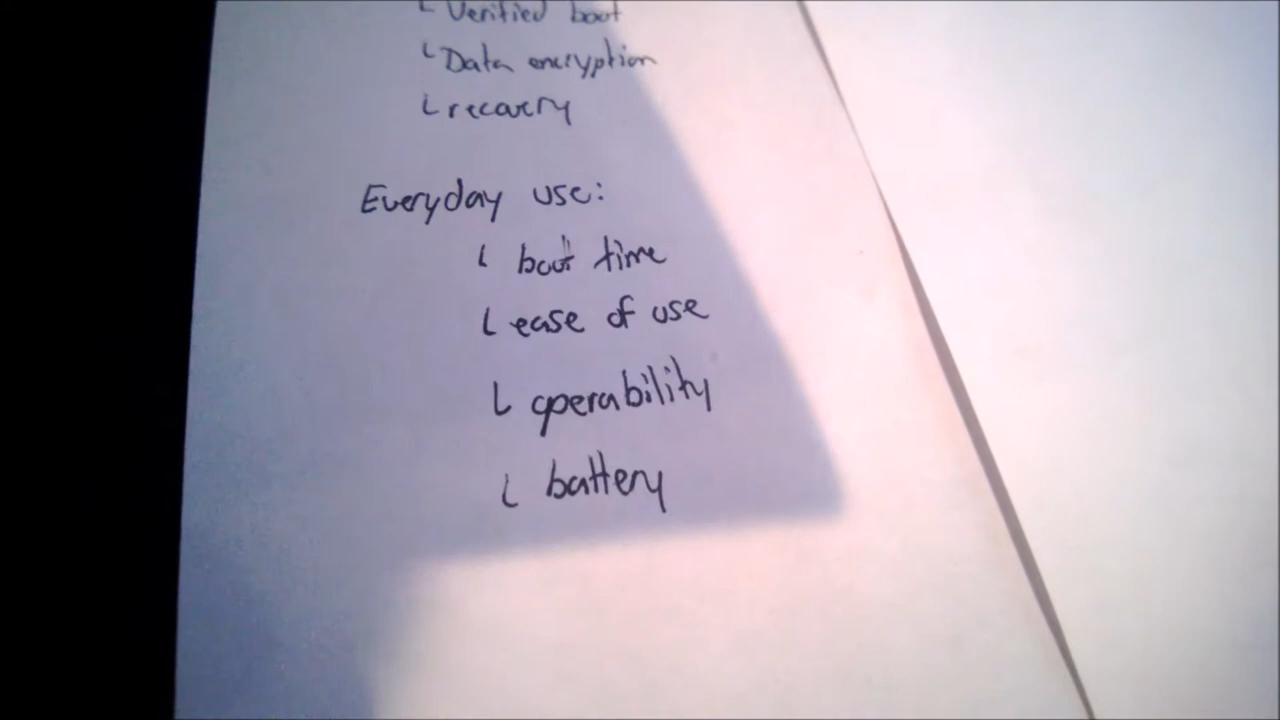 └ Verified boot
└ Data encryption
└ recovery
Everyday use:
└ boot time
└ ease of use
└ operability
└ battery